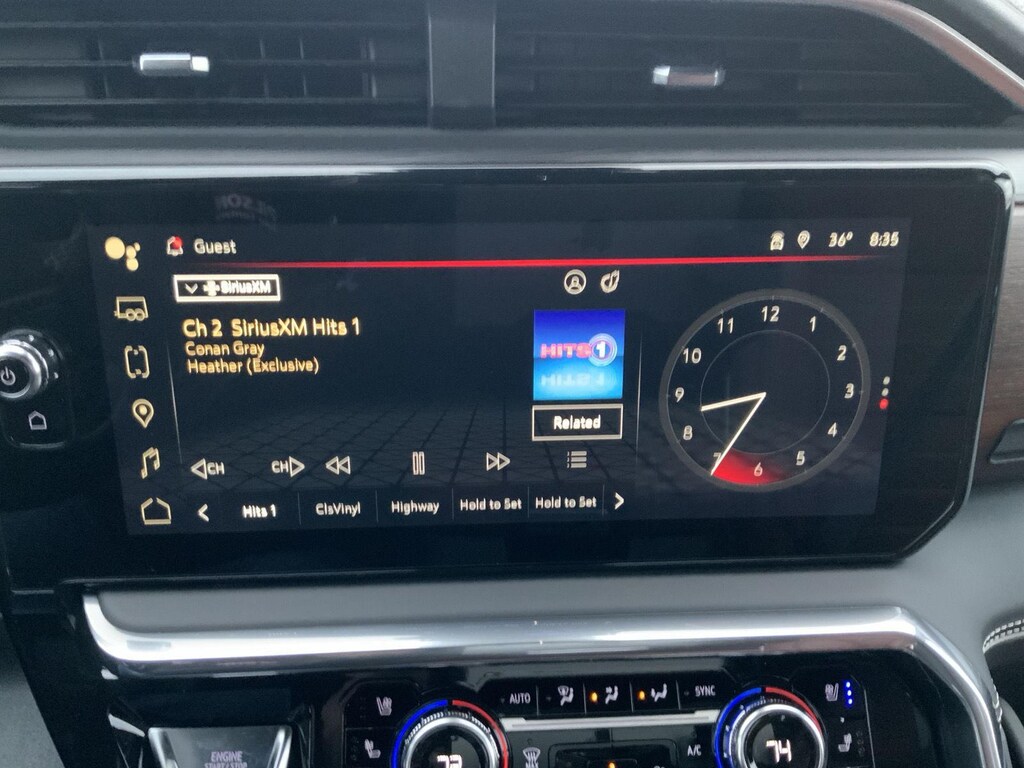 Guest
36° 8:35
SiriusXM
Ch 2 SiriusXM Hits 1
Conan Gray
Heather (Exclusive)
HITS 1
Related
12
1
2
3
4
5
6
7
8
9
10
11
CH
CH
Hits 1 ClsVinyl Highway Hold to Set Hold to Set
AUTO
SYNC
A/C
ENGINE
START/STOP
74